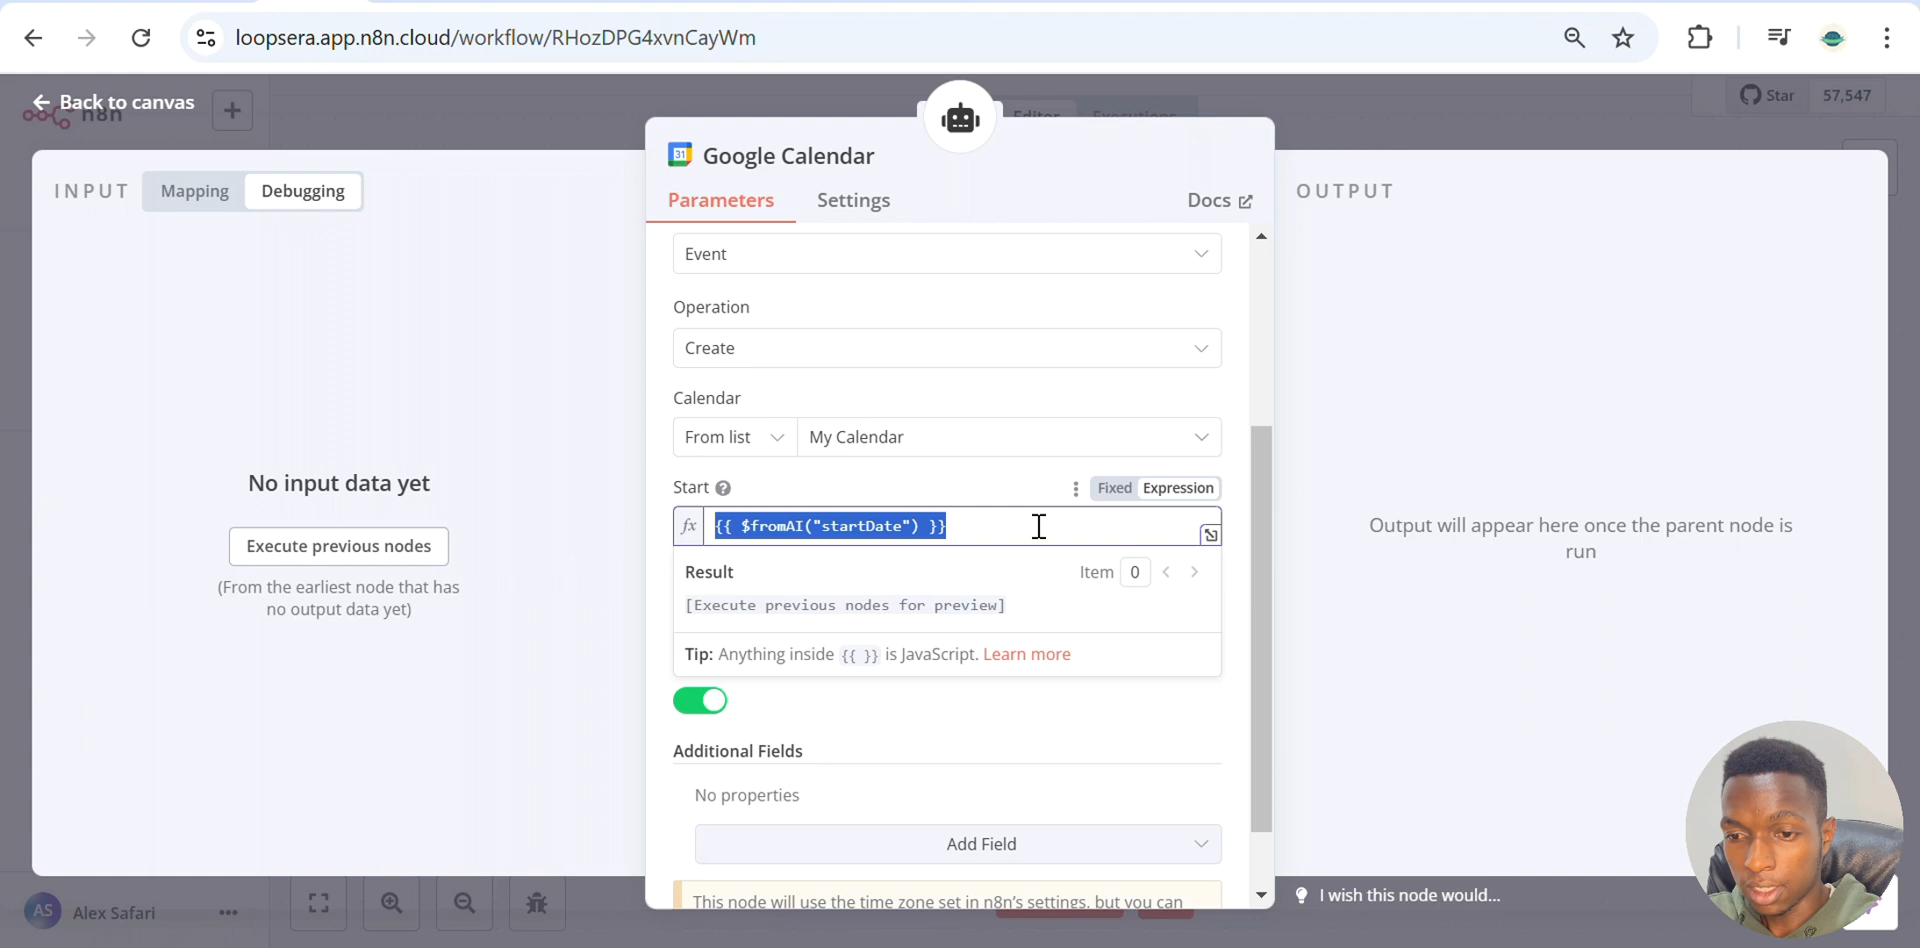 loopsera.app.n8n.cloud/workflow/RHozDPG4xvnCayWm
Back to canvas
n8n
Editor
Executions
Star
57,547
INPUT
Mapping
Debugging
31
Google Calendar
Parameters
Settings
Docs
OUTPUT
Event
Operation
Create
Calendar
From list
My Calendar
Start
Fixed
Expression
fx
{{ $fromAI("startDate") }}
Result
Item
0
[Execute previous nodes for preview]
Tip: Anything inside {{ }} is JavaScript. Learn more
Additional Fields
No properties
Add Field
This node will use the time zone set in n8n's settings, but you can
No input data yet
Execute previous nodes
(From the earliest node that has
no output data yet)
Output will appear here once the parent node is
run
AS
Alex Safari
I wish this node would...